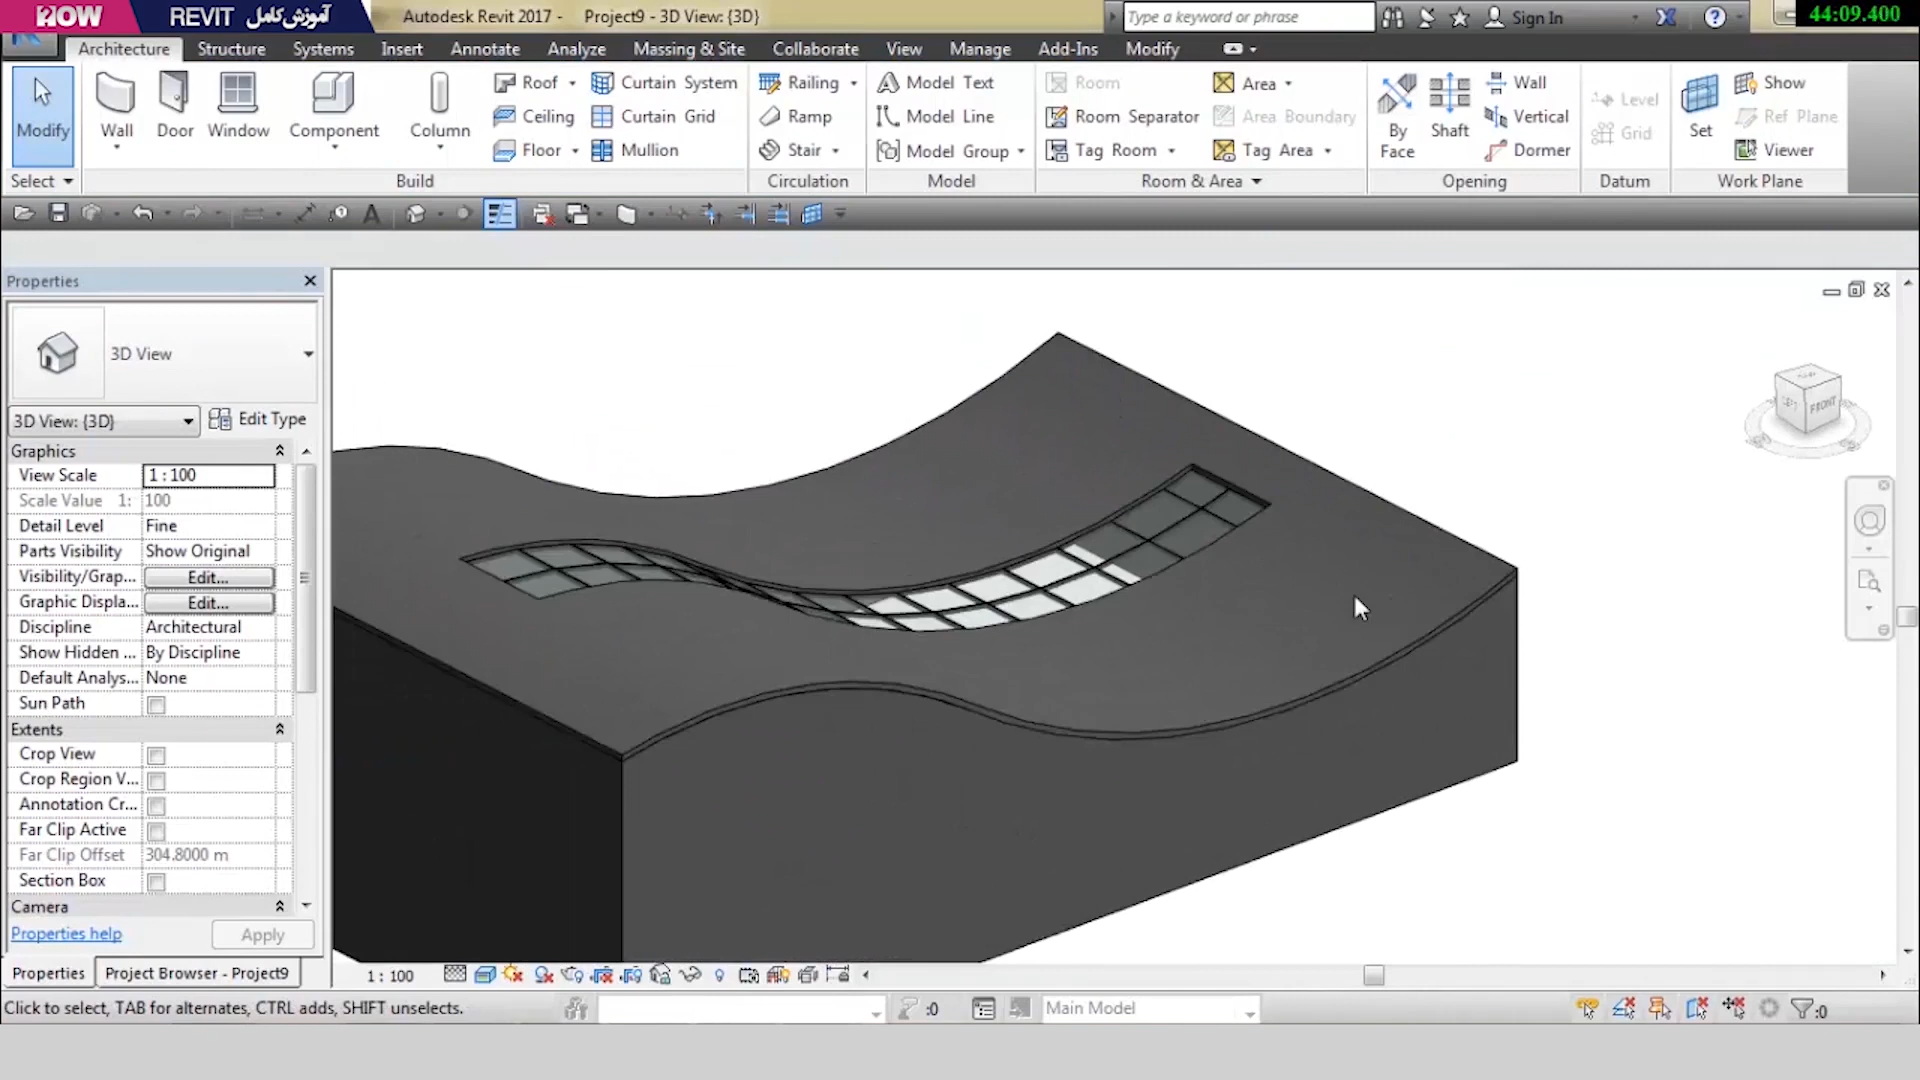 2OW
REVIT آموزش کامل
Autodesk Revit 2017 - Project9 - 3D View: {3D}
Type a keyword or phrase
Sign In
44:09.400
Architecture Structure Systems Insert Annotate Analyze Massing & Site Collaborate View Manage Add-Ins Modify
Modify
Wall
Door
Window
Component
Column
Roof
Ceiling
Floor
Curtain System
Curtain Grid
Mullion
Railing
Ramp
Stair
Model Text
Model Line
Model Group
Room
Room Separator
Tag Room
Area
Area Boundary
Tag Area
By Face
Shaft
Wall
Vertical
Dormer
Level
Grid
Set
Show
Ref Plane
Viewer
Select
Build
Circulation
Model
Room & Area
Opening
Datum
Work Plane
Properties
3D View
3D View: {3D} Edit Type
Graphics
View Scale 1 : 100
Scale Value 1: 100
Detail Level Fine
Parts Visibility Show Original
Visibility/Grap... Edit...
Graphic Displa... Edit...
Discipline Architectural
Show Hidden ... By Discipline
Default Analys... None
Sun Path
Extents
Crop View
Crop Region V...
Annotation Cr...
Far Clip Active
Far Clip Offset 304.8000 m
Section Box
Camera
Properties help Apply
Properties Project Browser - Project9
1 : 100
FRONT
Click to select, TAB for alternates, CTRL adds, SHIFT unselects.
:0
Main Model
:0